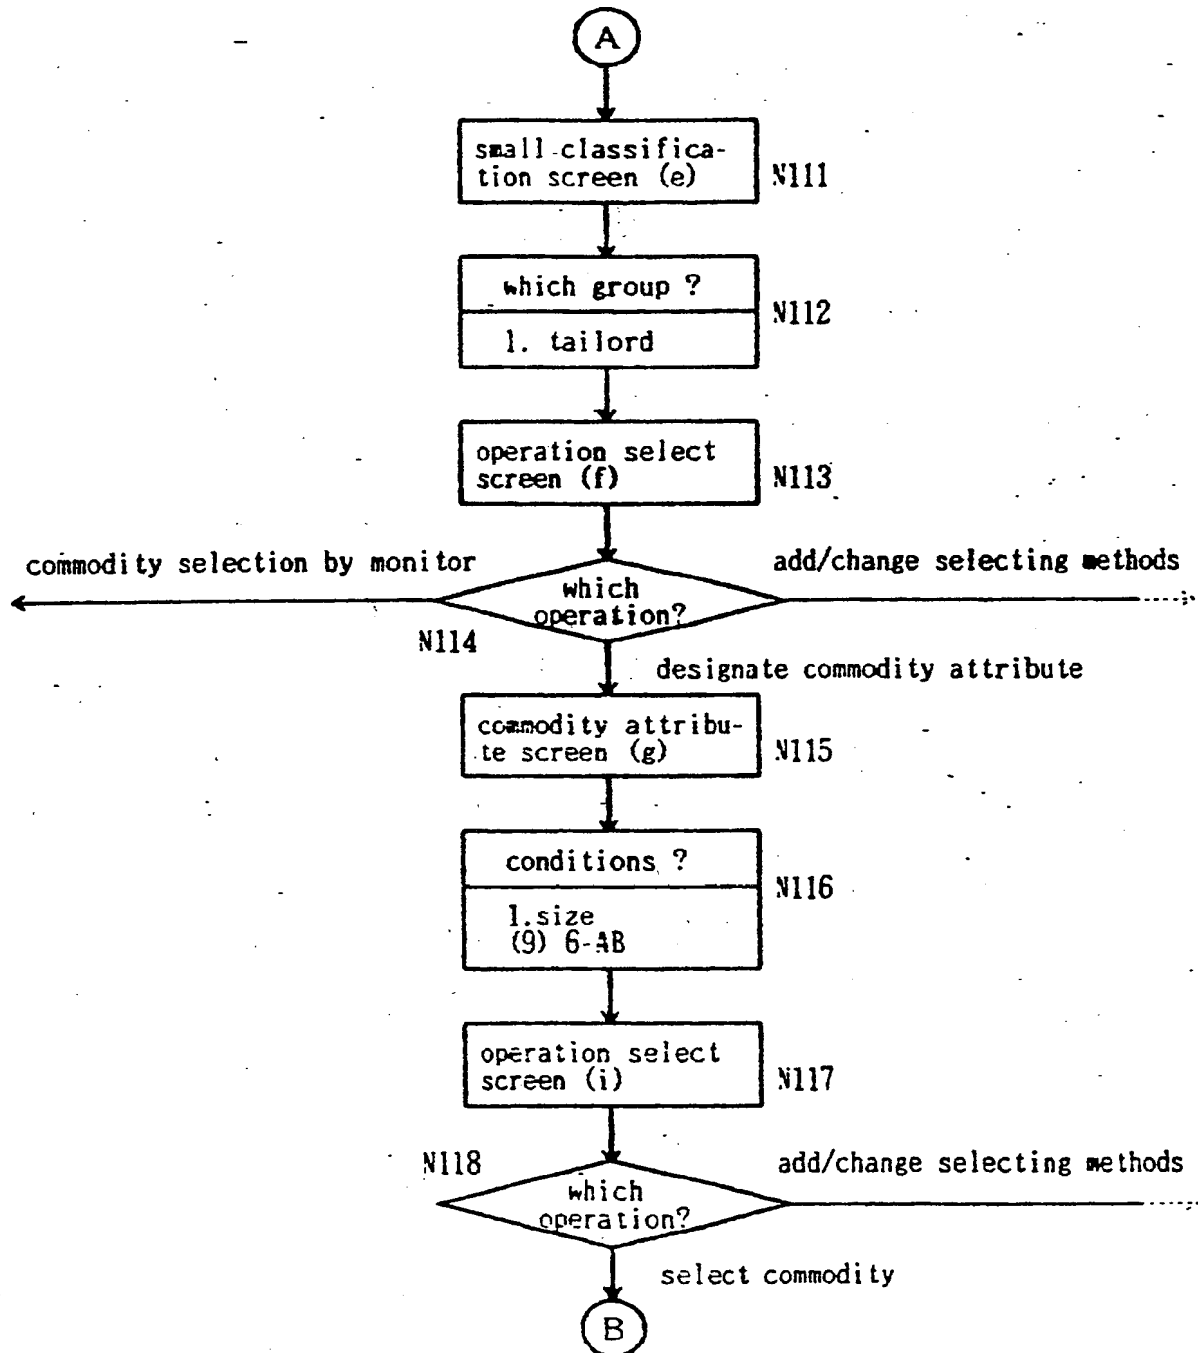 A
small classifica-
tion screen (e)
N111
which group ?
N112
1. tailord
operation select
screen (f)
N113
commodity selection by monitor
add/change selecting methods
which
operation?
N114
designate commodity attribute
commodity attribu-
te screen (g)
N115
conditions ?
N116
1.size
(9) 6-AB
operation select
screen (i)
N117
N118
add/change selecting methods
which
operation?
select commodity
B